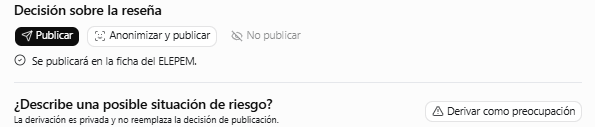 Decisión sobre la reseña
Publicar Anonimizar y publicar No publicar
Se publicará en la ficha del ELEPEM.
¿Describe una posible situación de riesgo?
Derivar como preocupación
La derivación es privada y no reemplaza la decisión de publicación.